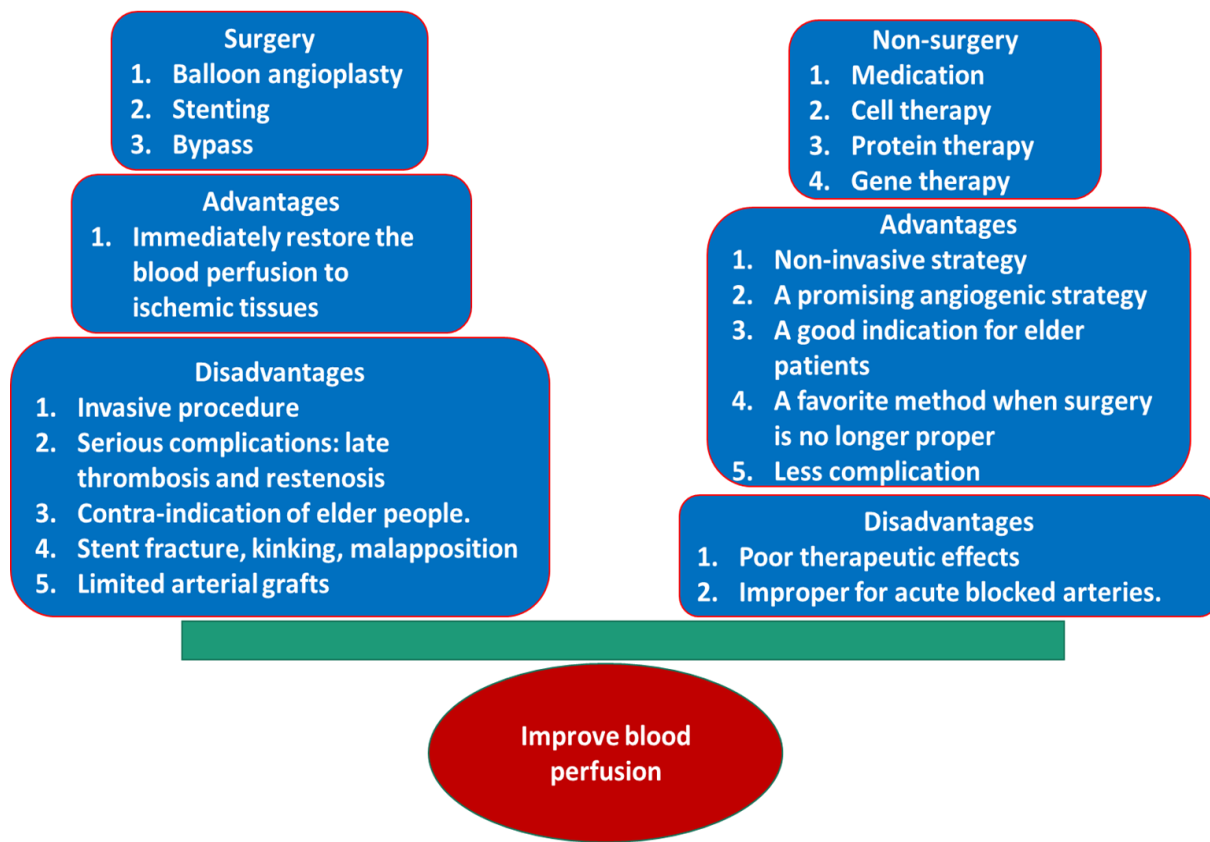 Surgery
1. Balloon angioplasty
2. Stenting
3. Bypass
Advantages
1. Immediately restore the
blood perfusion to
ischemic tissues
Disadvantages
1. Invasive procedure
2. Serious complications: late
thrombosis and restenosis
3. Contra-indication of elder people.
4. Stent fracture, kinking, malapposition
5. Limited arterial grafts
Non-surgery
1. Medication
2. Cell therapy
3. Protein therapy
4. Gene therapy
Advantages
1. Non-invasive strategy
2. A promising angiogenic strategy
3. A good indication for elder
patients
4. A favorite method when surgery
is no longer proper
5. Less complication
Disadvantages
1. Poor therapeutic effects
2. Improper for acute blocked arteries.
Improve blood
perfusion